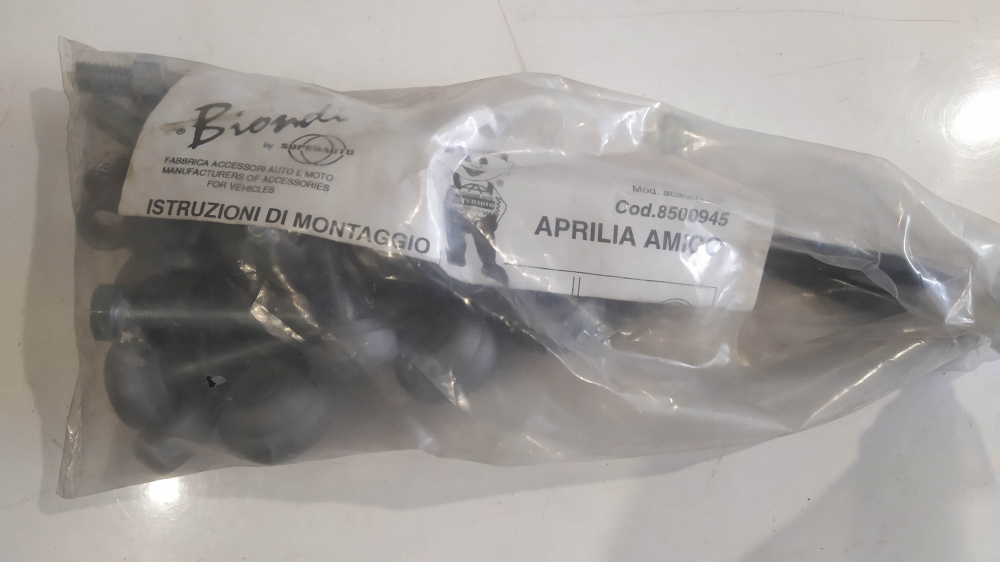 Biondi
by SUPERAUTO
FABBRICA ACCESSORI AUTO E MOTO
MANUFACTURERS OF ACCESSORIES
FOR VEHICLES
ISTRUZIONI DI MONTAGGIO
Mod.
Cod.8500945
APRILIA AMICO